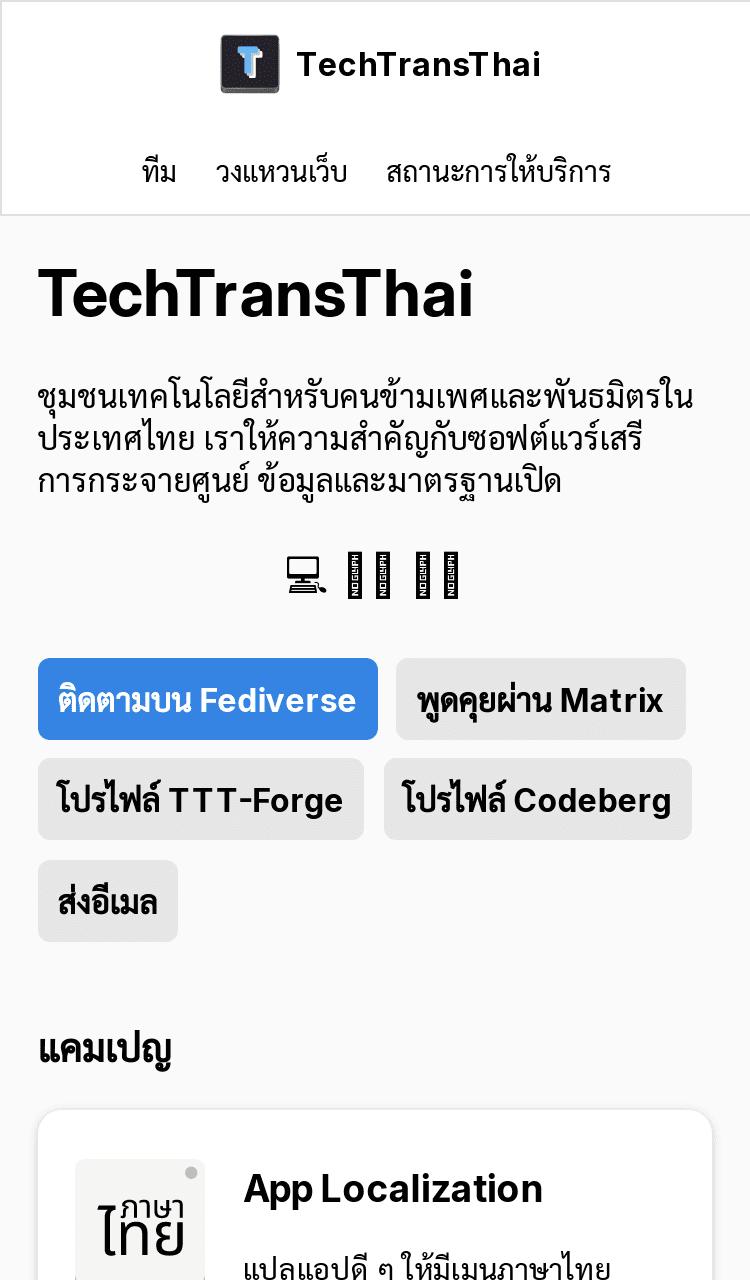 TechTransThai
ทีม วงแหวนเว็บ สถานะการให้บริการ
TechTransThai
ชุมชนเทคโนโลยีสำหรับคนข้ามเพศและพันธมิตรใน
ประเทศไทย เราให้ความสำคัญกับซอฟต์แวร์เสรี
การกระจายศูนย์ ข้อมูลและมาตรฐานเปิด
ติดตามบน Fediverse พูดคุยผ่าน Matrix
โปรไฟล์ TTT-Forge โปรไฟล์ Codeberg
ส่งอีเมล
แคมเปญ
ภาษา
ไทย
App Localization
แปลแอปดี ๆ ให้มีเมนูภาษาไทย